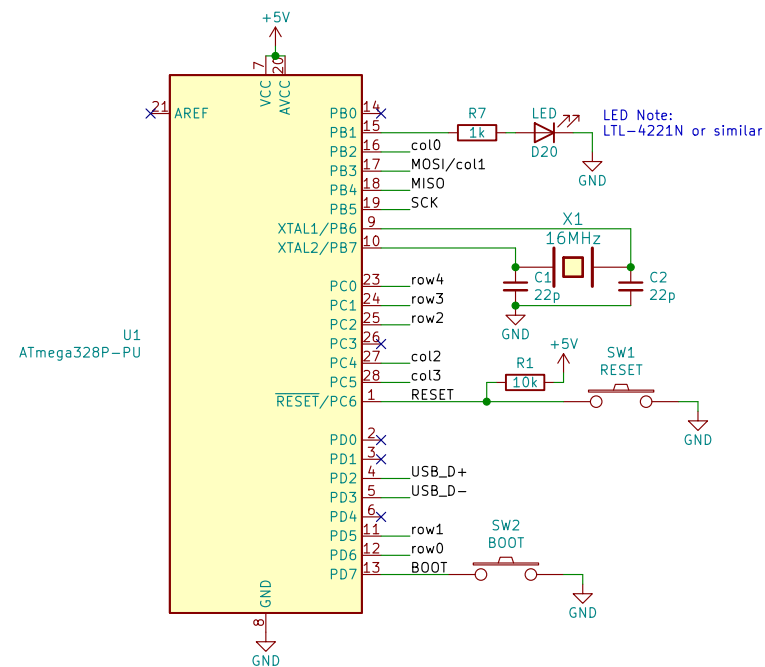 +5V
7
20
VCC
AVCC
21
AREF
PB0
14
PB1
15
R7
1k
LED
D20
LED Note:
LTL-4221N or similar
GND
PB2
16
col0
PB3
17
MOSI/col1
PB4
18
MISO
PB5
19
SCK
XTAL1/PB6
9
XTAL2/PB7
10
X1
16MHz
C1
22p
C2
22p
GND
PC0
23
row4
PC1
24
row3
PC2
25
row2
PC3
26
PC4
27
col2
PC5
28
col3
RESET/PC6
1
RESET
U1
ATmega328P-PU
+5V
R1
10k
SW1
RESET
GND
PD0
2
PD1
3
PD2
4
USB_D+
PD3
5
USB_D-
PD4
6
PD5
11
row1
PD6
12
row0
PD7
13
BOOT
SW2
BOOT
GND
GND
8
GND